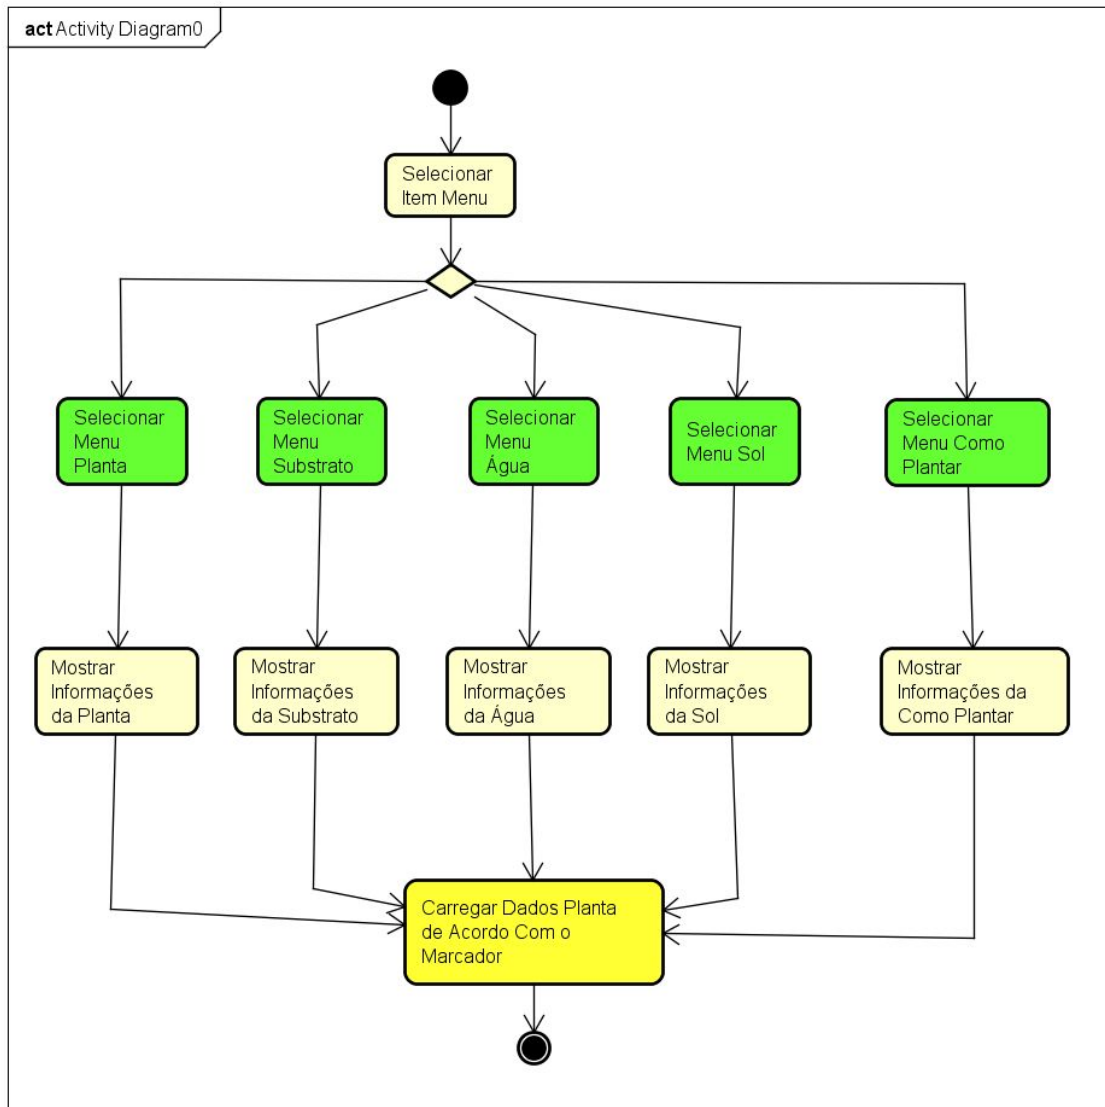 act Activity Diagram0
Selecionar
Item Menu
Selecionar
Menu
Planta
Selecionar
Menu
Substrato
Selecionar
Menu
Água
Selecionar
Menu Sol
Selecionar
Menu Como
Plantar
Mostrar
Informações
da Planta
Mostrar
Informações
da Substrato
Mostrar
Informações
da Água
Mostrar
Informações
da Sol
Mostrar
Informações da
Como Plantar
Carregar Dados Planta
de Acordo Com o
Marcador